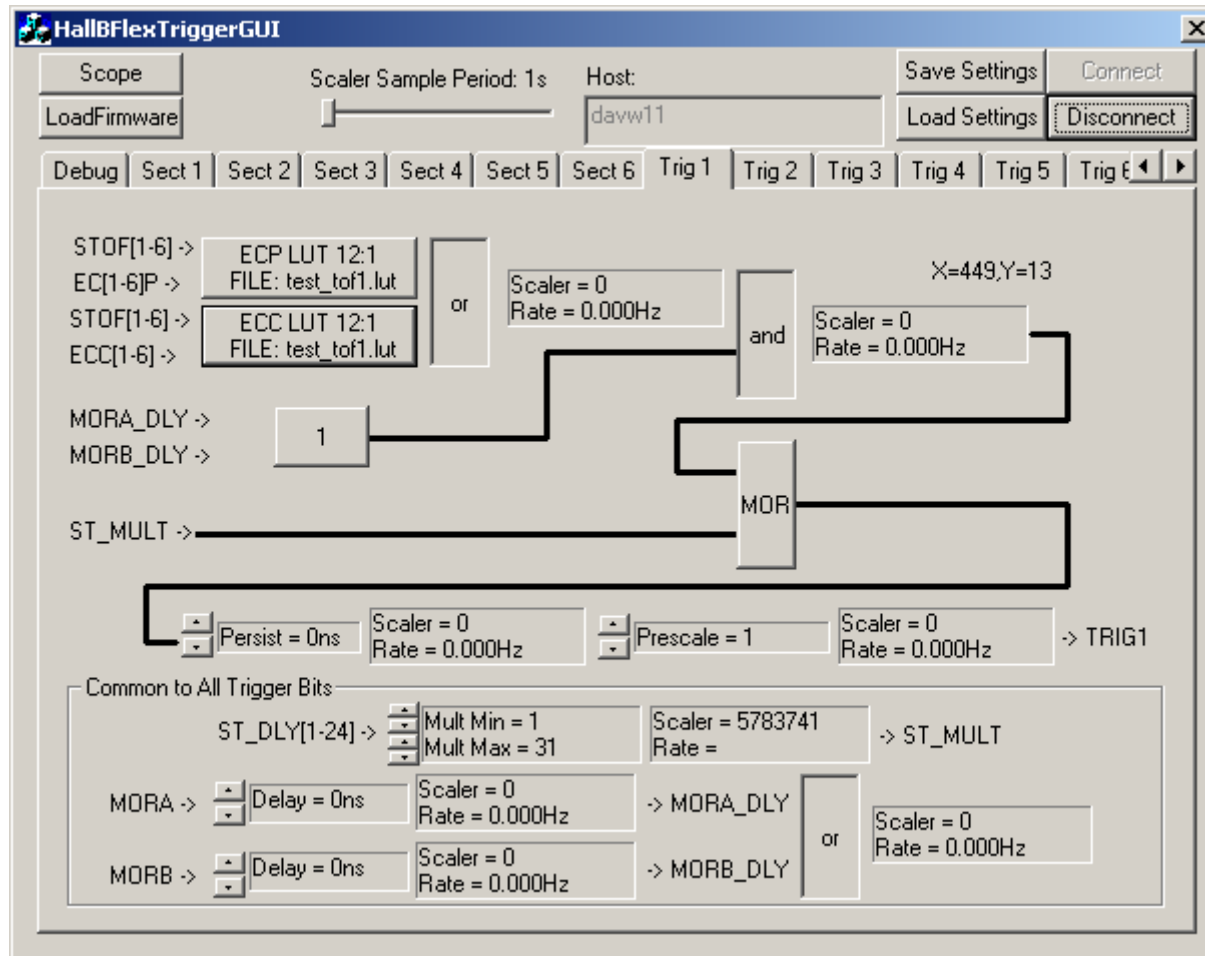 HallBFlexTriggerGUI
Scope
Scaler Sample Period: 1s
Host:
Save Settings
Connect
LoadFirmware
davw11
Load Settings
Disconnect
Debug
Sect 1
Sect 2
Sect 3
Sect 4
Sect 5
Sect 6
Trig 1
Trig 2
Trig 3
Trig 4
Trig 5
Trig 6
STOF[1-6] ->
EC[1-6]P ->
STOF[1-6] ->
ECC[1-6] ->
ECP LUT 12:1
FILE: test_tof1.lut
ECC LUT 12:1
FILE: test_tof1.lut
or
Scaler = 0
Rate = 0.000Hz
and
X=449,Y=13
Scaler = 0
Rate = 0.000Hz
MORA_DLY ->
MORB_DLY ->
1
MOR
ST_MULT ->
Persist = 0ns
Scaler = 0
Rate = 0.000Hz
Prescale = 1
Scaler = 0
Rate = 0.000Hz
-> TRIG1
Common to All Trigger Bits
ST_DLY[1-24] ->
Mult Min = 1
Mult Max = 31
Scaler = 5783741
Rate =
-> ST_MULT
MORA ->
Delay = 0ns
Scaler = 0
Rate = 0.000Hz
-> MORA_DLY
MORB ->
Delay = 0ns
Scaler = 0
Rate = 0.000Hz
-> MORB_DLY
or
Scaler = 0
Rate = 0.000Hz